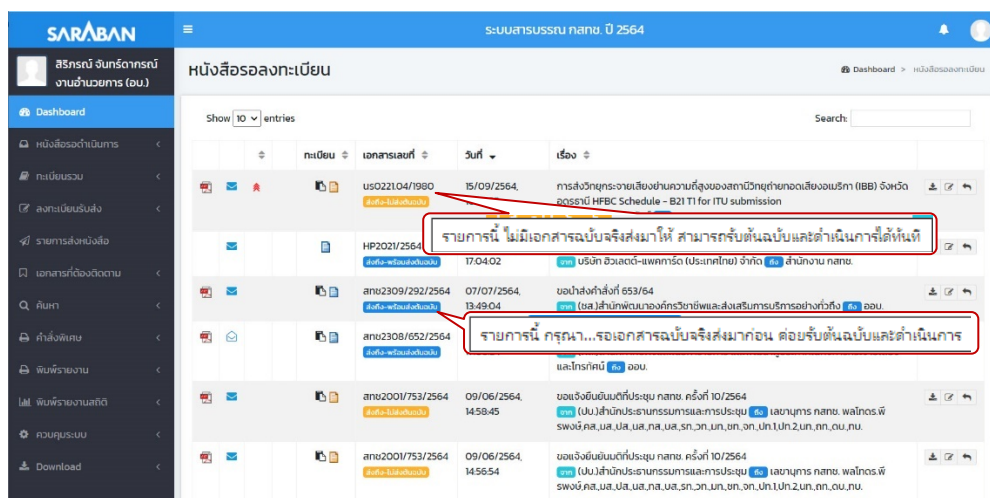 SARABAN
ระบบสารบรรณ กสทช. ปี 2564
สิริกรณ์ จันทร์ดากรณ์
งานอำนวยการ (อบ.)
หนังสือรอลงทะเบียน
Dashboard > หนังสือรอลงทะเบียน
Dashboard
หนังสือรอดำเนินการ
ทะเบียนรวม
ลงทะเบียนรับส่ง
รายการส่งหนังสือ
เอกสารที่ต้องติดตาม
ค้นหา
คำสั่งพิเศษ
พิมพ์รายงาน
พิมพ์รายงานสถิติ
ควบคุมระบบ
Download
Show 10 entries
Search:
ทะเบียน เอกสารเลขที่ วันที่ เรื่อง
นร0221.04/1980 15/09/2564, การส่งวิทยุกระจายเสียงย่านความถี่สูงของสถานีวิทยุถ่ายทอดเสียงอเมริกา (IBB) จังหวัด
ส่งถึง-ไม่ส่งต้นฉบับ อุดรธานี HFBC Schedule - B21 T1 for ITU submission
รายการนี้ ไม่มีเอกสารฉบับจริงส่งมาให้ สามารถรับต้นฉบับและดำเนินการได้ทันที
HP2021/2564
ส่งถึง-พร้อมส่งต้นฉบับ 17:04:02 จาก บริษัท ฮิวเลตต์-แพคการ์ด (ประเทศไทย) จำกัด ถึง สำนักงาน กสทช.
สทช2309/292/2564 07/07/2564, ขอนำส่งคำสั่งที่ 653/64
ส่งถึง-พร้อมส่งต้นฉบับ 13:49:04 จาก (ชส.)สำนักพัฒนาองค์กรวิชาชีพและส่งเสริมการบริการอย่างทั่วถึง ถึง ออบ.
รายการนี้ กรุณา...รอเอกสารฉบับจริงส่งมาก่อน ค่อยรับต้นฉบับและดำเนินการ
สทช2308/652/2564
ส่งถึง-พร้อมส่งต้นฉบับ
และโทรทัศน์ ถึง ออบ.
สทช2001/753/2564 09/06/2564, ขอแจ้งยืนยันมติที่ประชุม กสทช. ครั้งที่ 10/2564
ส่งถึง-ไม่ส่งต้นฉบับ 14:58:45 จาก (ปบ.)สำนักประธานกรรมการและการประชุม ถึง เลขานุการ กสทช. พลโทดร.พี
สทช2001/753/2564 09/06/2564, ขอแจ้งยืนยันมติที่ประชุม กสทช. ครั้งที่ 10/2564
ส่งถึง-ไม่ส่งต้นฉบับ 14:56:54 จาก (ปบ.)สำนักประธานกรรมการและการประชุม ถึง เลขานุการ กสทช. พลโทดร.พี